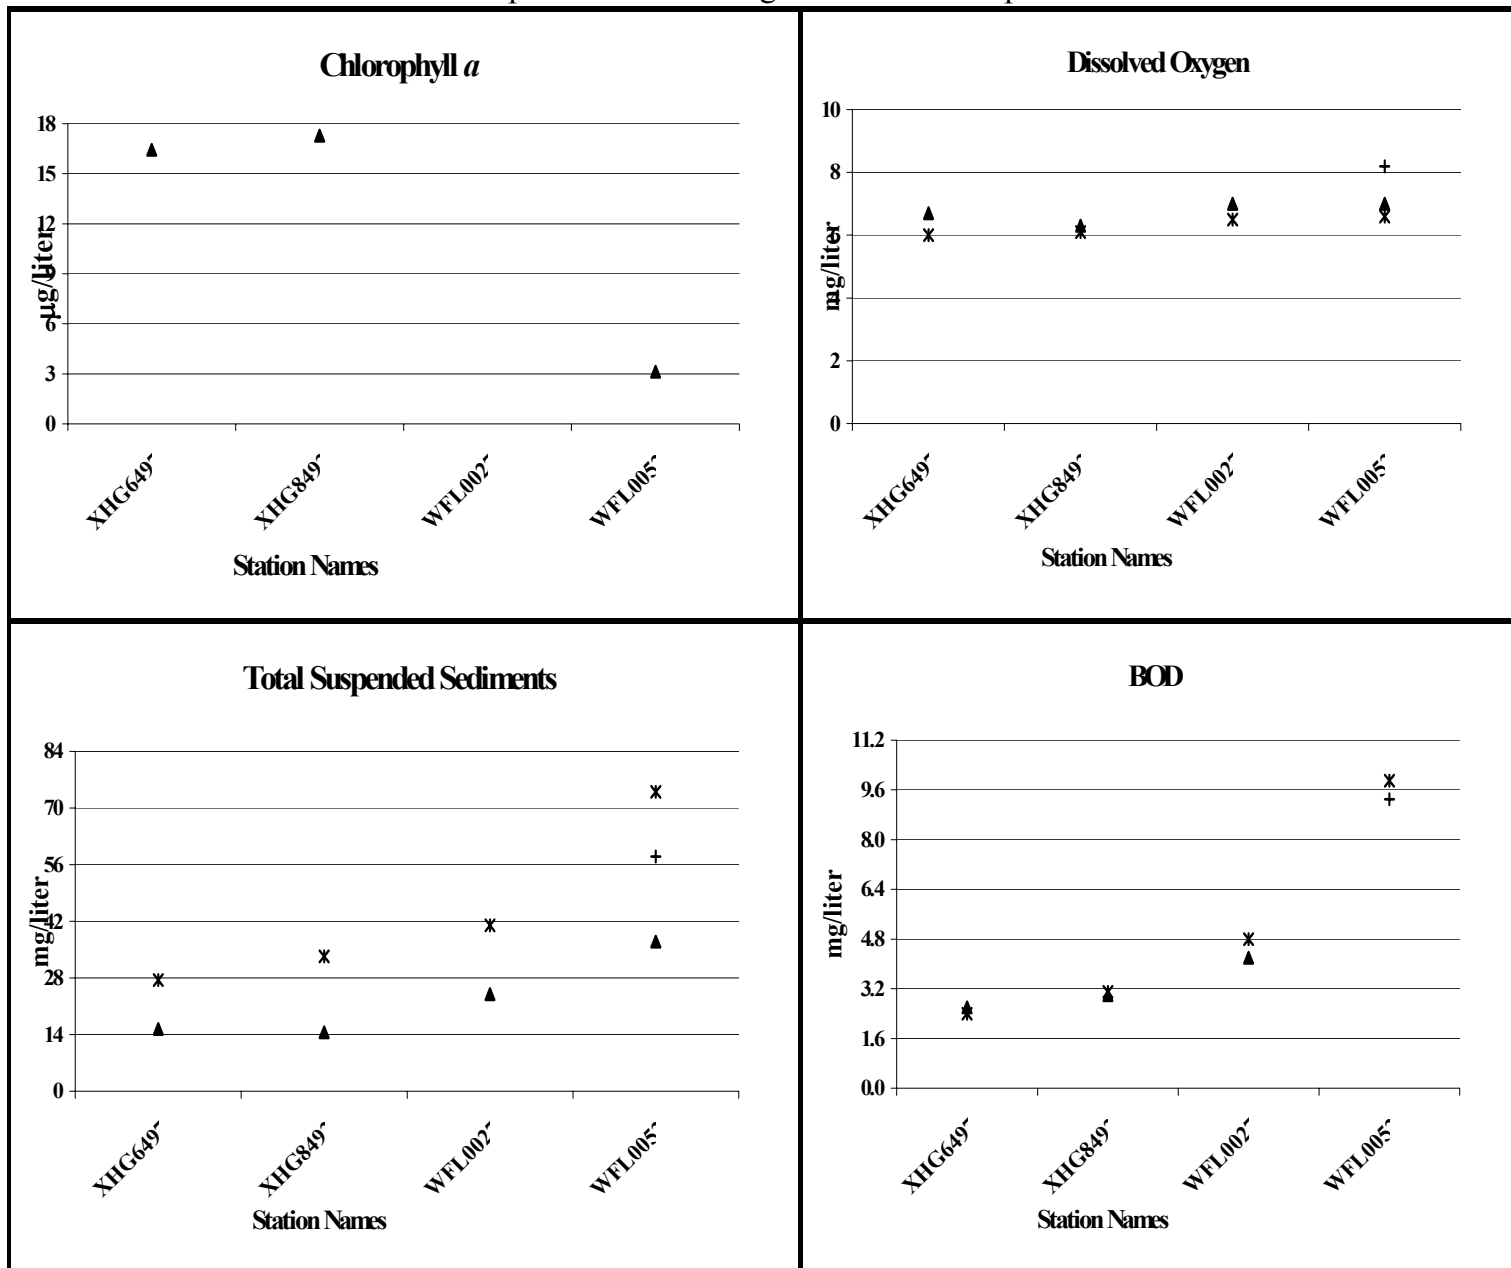 Chlorophyll a
18
15
12
9
6
3
0
µg/liter
XHG649
XHG849
WFL002
WFL005
Station Names
Dissolved Oxygen
10
8
6
4
2
0
mg/liter
XHG649
XHG849
WFL002
WFL005
Station Names
Total Suspended Sediments
84
70
56
42
28
14
0
mg/liter
XHG649
XHG849
WFL002
WFL005
Station Names
BOD
11.2
9.6
8.0
6.4
4.8
3.2
1.6
0.0
mg/liter
XHG649
XHG849
WFL002
WFL005
Station Names